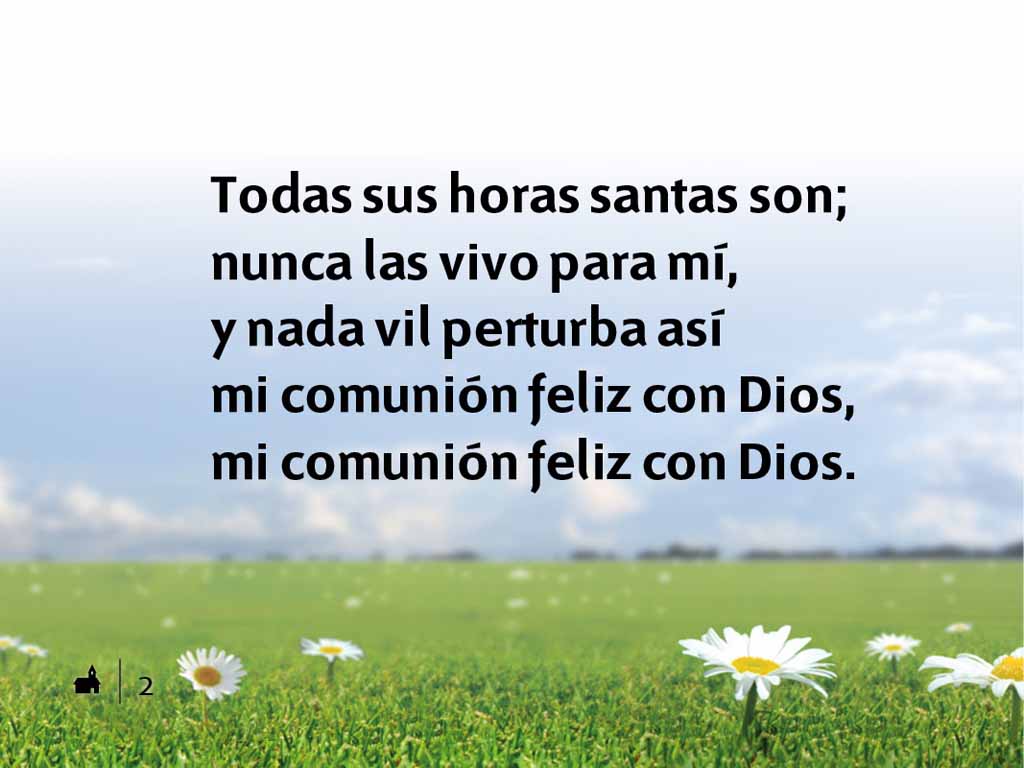 Todas sus horas santas son;
nunca las vivo para mí,
y nada vil perturba así
mi comunión feliz con Dios,
mi comunión feliz con Dios.
2